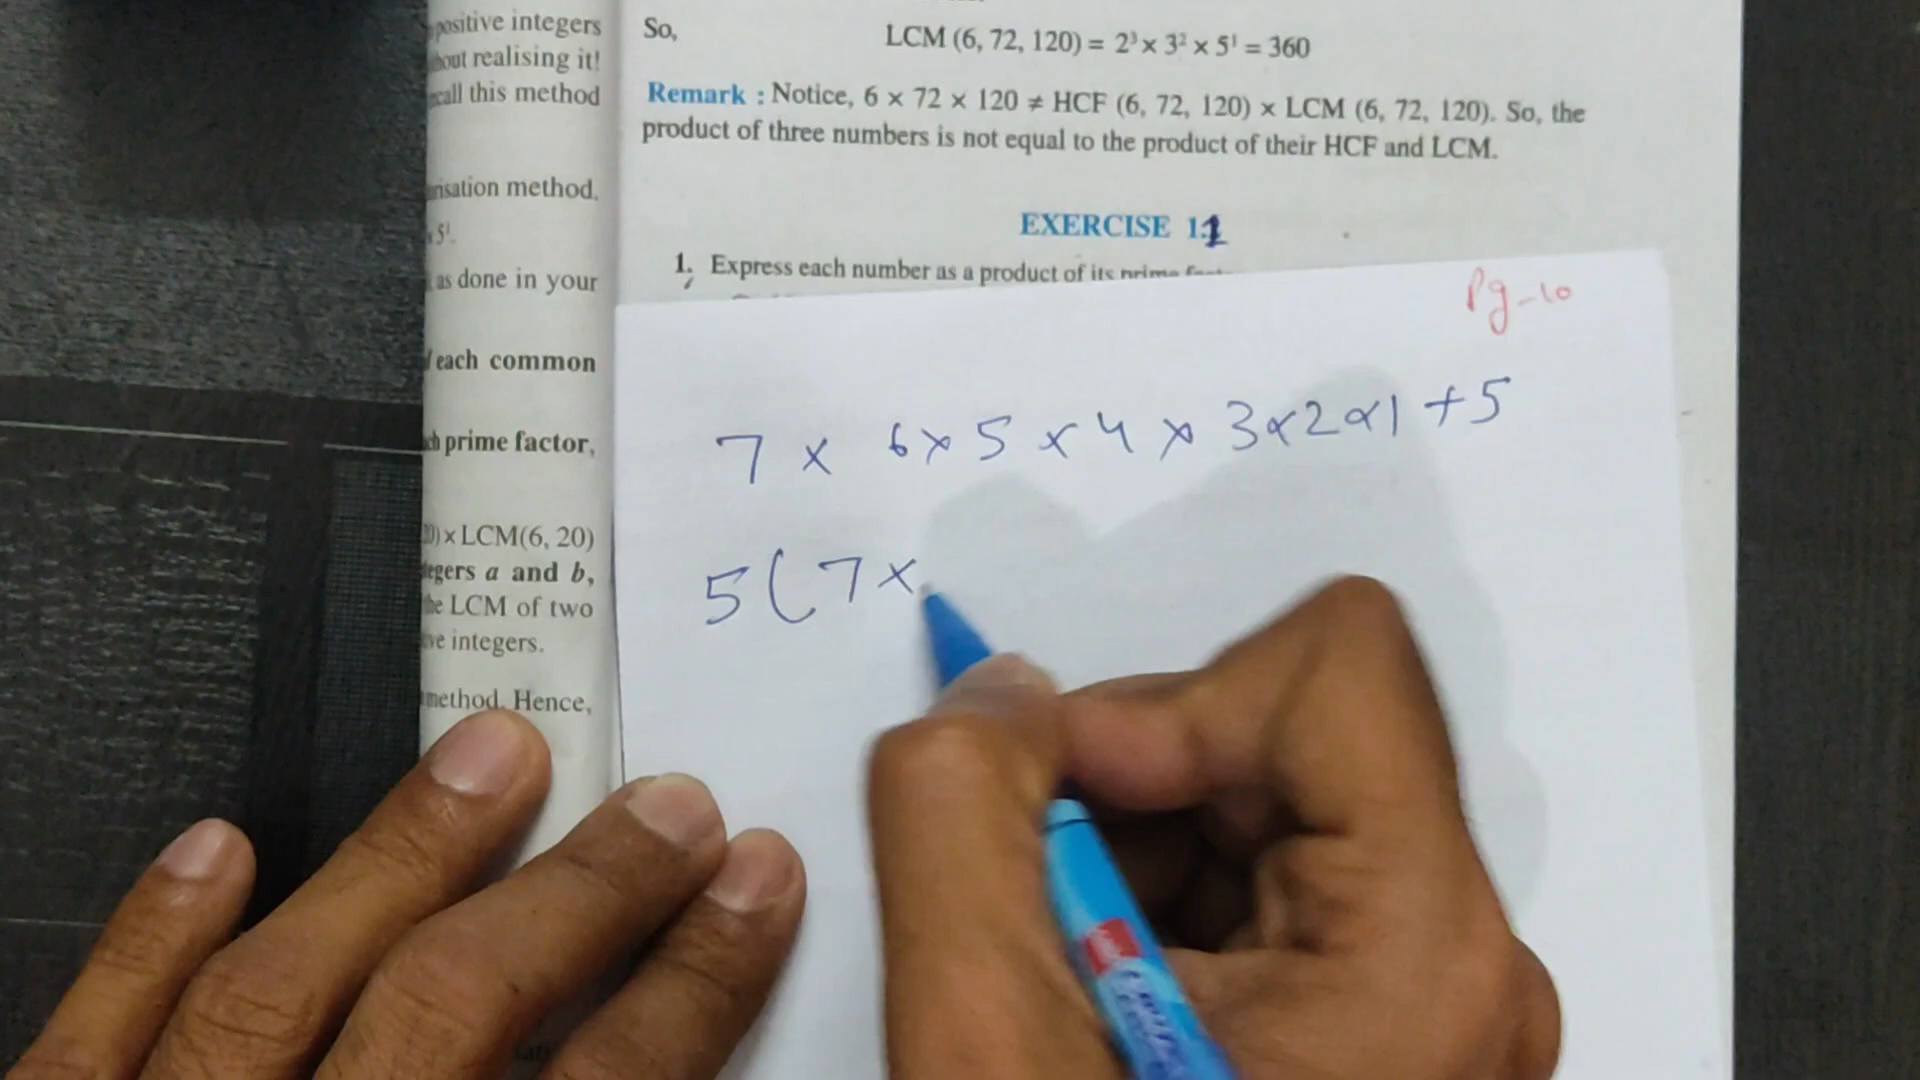 positive integers
out realising it!
call this method
risation method.
5¹.
as done in your
each common
prime factor,
× LCM(6, 20)
tegers a and b,
the LCM of two
integers.
method. Hence,
So,
LCM (6, 72, 120) = 2³ × 3² × 5¹ = 360
Remark : Notice, 6 × 72 × 120 ≠ HCF (6, 72, 120) × LCM (6, 72, 120). So, the
product of three numbers is not equal to the product of their HCF and LCM.
EXERCISE 1.1
1. Express each number as a product of its prime
Pg-10
7 × 6 × 5 × 4 × 3 × 2 × 1 + 5
5 ( 7 ×